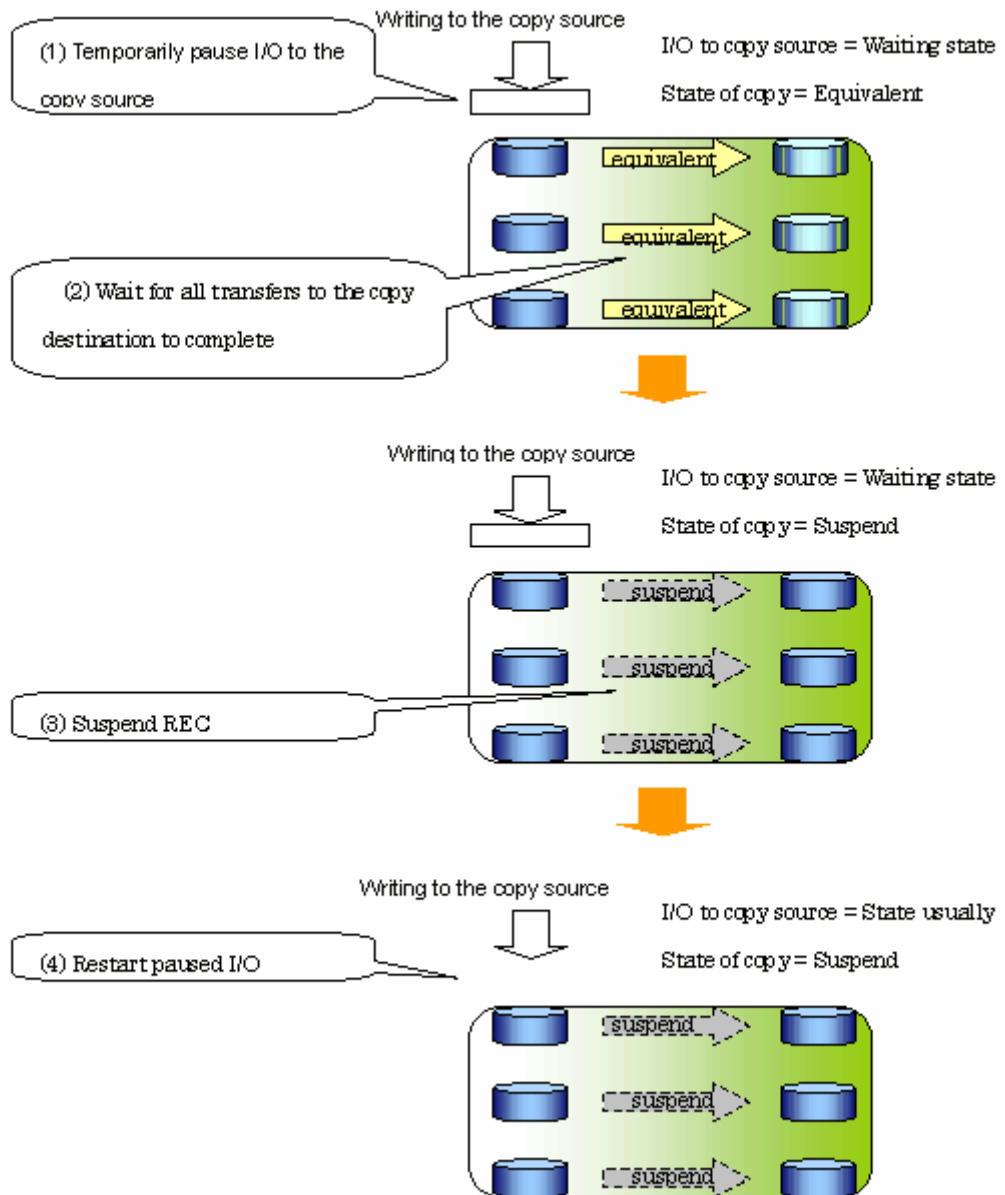 Writing to the copy source
(1) Temporarily pause I/O to the
copy source
I/O to copy source = Waiting state
State of copy = Equivalent
equivalent
equivalent
equivalent
(2) Wait for all transfers to the copy
destination to complete
Writing to the copy source
I/O to copy source = Waiting state
State of copy = Suspend
suspend
suspend
suspend
(3) Suspend REC
Writing to the copy source
I/O to copy source = State usually
State of copy = Suspend
(4) Restart paused I/O
suspend
suspend
suspend